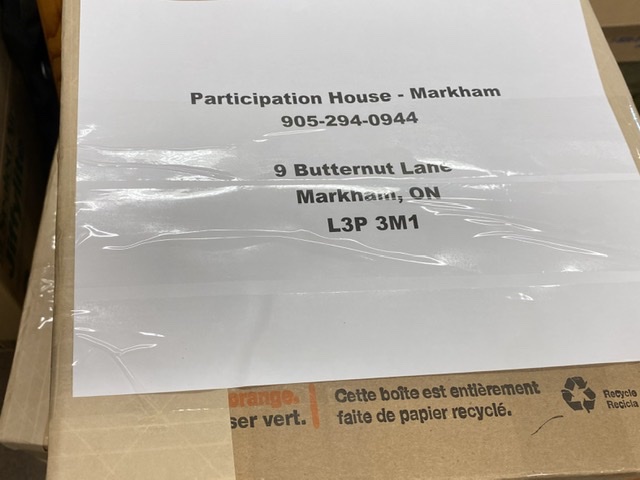 Participation House - Markham
905-294-0944
9 Butternut Lane
Markham, ON
L3P 3M1
orange.
ser vert.
Cette boîte est entièrement
faite de papier recyclé.
Recycle
Recicla